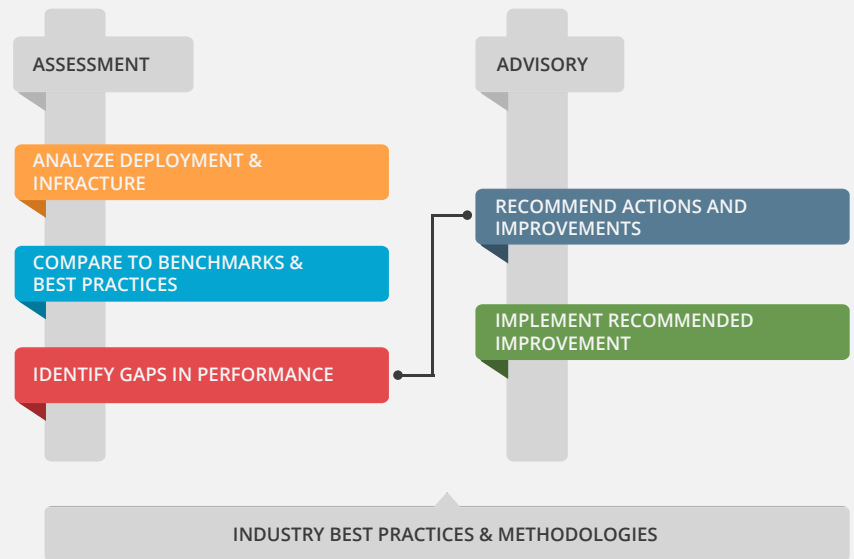 ASSESSMENT
ANALYZE DEPLOYMENT &
INFRACTURE
COMPARE TO BENCHMARKS &
BEST PRACTICES
IDENTIFY GAPS IN PERFORMANCE
ADVISORY
RECOMMEND ACTIONS AND
IMPROVEMENTS
IMPLEMENT RECOMMENDED
IMPROVEMENT
INDUSTRY BEST PRACTICES & METHODOLOGIES